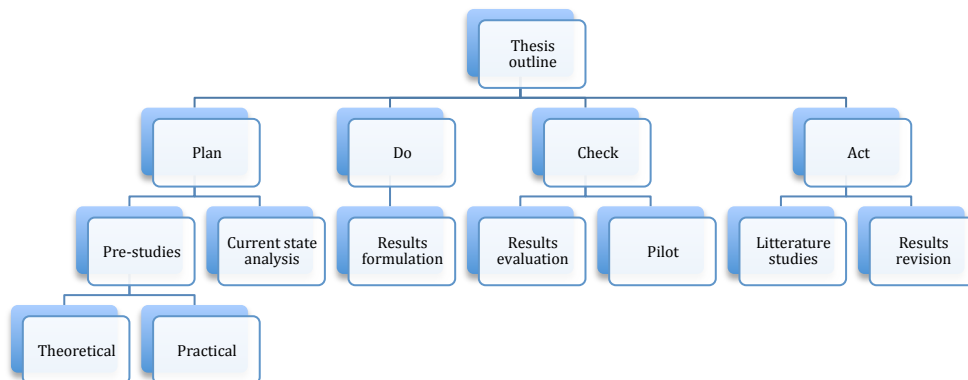 Thesis
outline
Plan
Do
Check
Act
Pre-studies
Current state
analysis
Results
formulation
Results
evaluation
Pilot
Litterature
studies
Results
revision
Theoretical
Practical